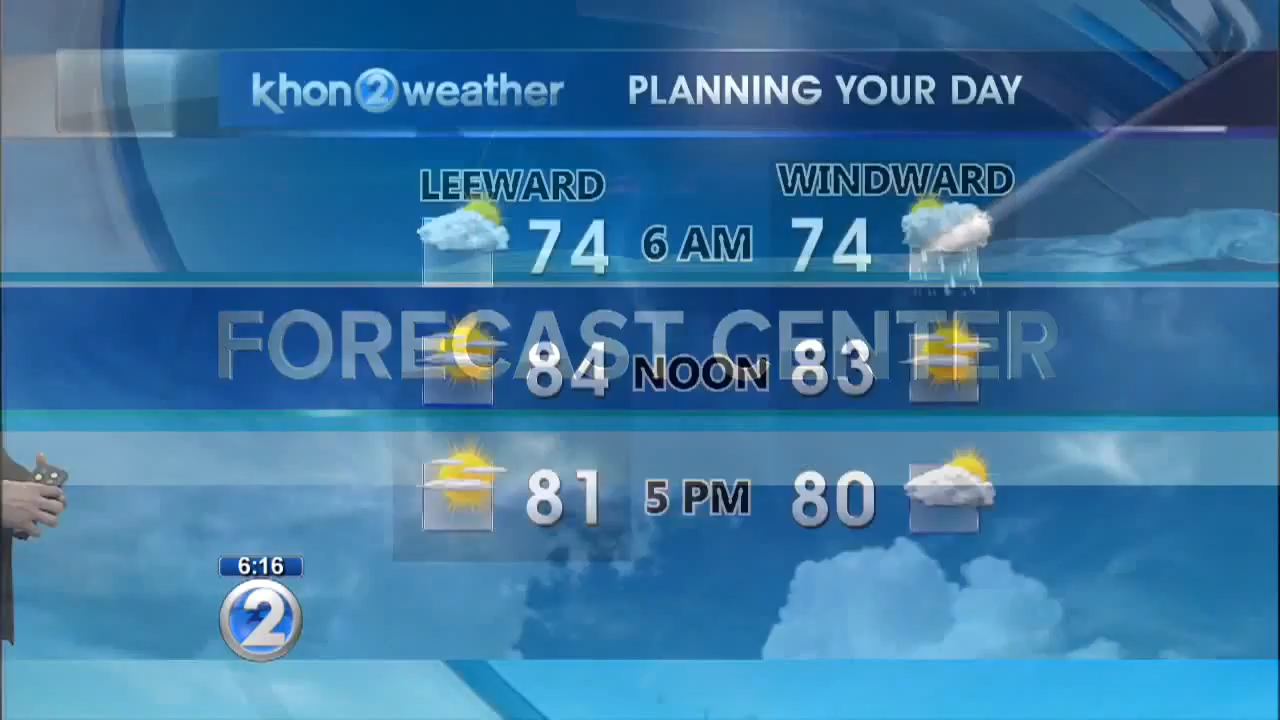 khon2weather PLANNING YOUR DAY
LEEWARD WINDWARD
74 6 AM 74
FORECAST CENTER
84 NOON 83
81 5 PM 80
6:16
2